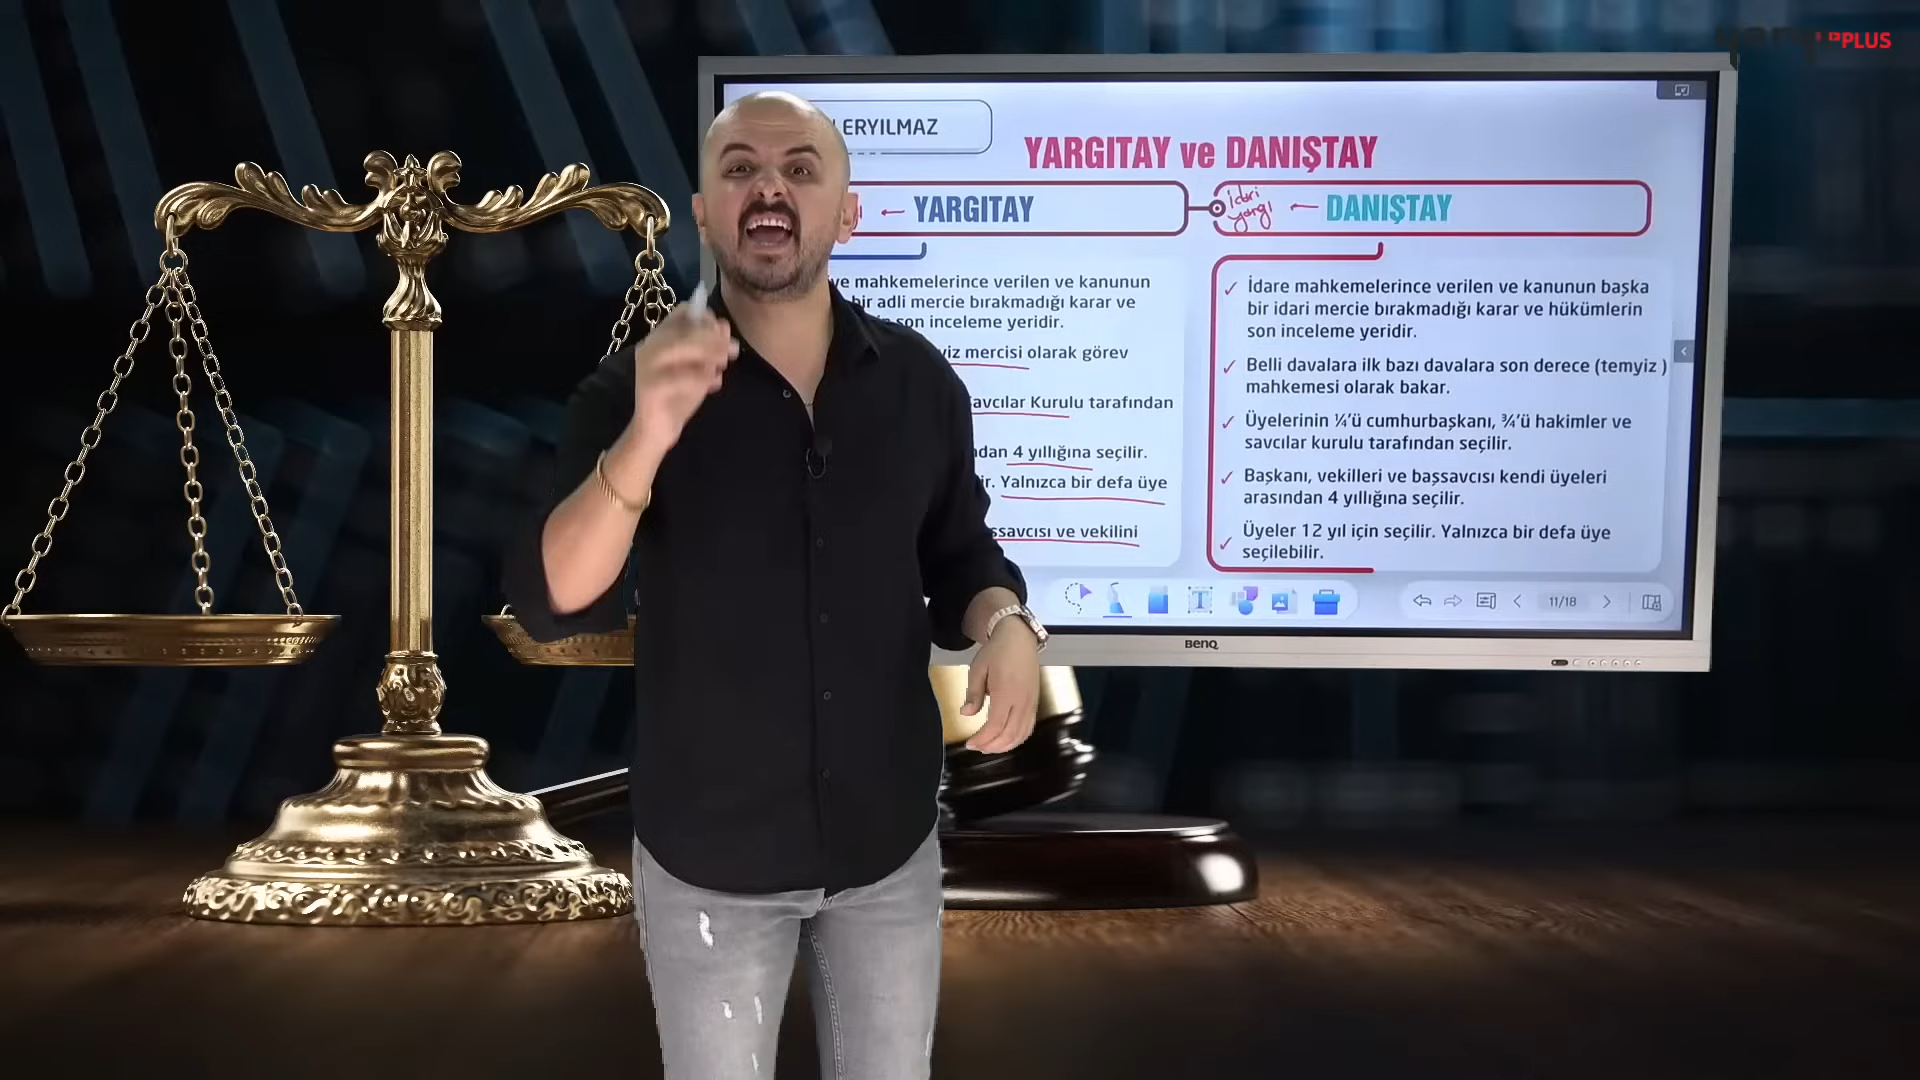 PLUS
ERYILMAZ
YARGITAY ve DANIŞTAY
← YARGITAY
İdari yargı ← DANIŞTAY
mahkemelerince verilen ve kanunun
bir adli mercie bırakmadığı karar ve
son inceleme yeridir.
mercisi olarak görev
Kurulu tarafından
4 yıllığına seçilir.
Yalnızca bir defa üye
ve vekilini
✓ İdare mahkemelerince verilen ve kanunun başka
bir idari mercie bırakmadığı karar ve hükümlerin
son inceleme yeridir.
✓ Belli davalara ilk bazı davalara son derece (temyiz )
mahkemesi olarak bakar.
✓ Üyelerinin ¼'ü cumhurbaşkanı, ¾'ü hakimler ve
savcılar kurulu tarafından seçilir.
✓ Başkanı, vekilleri ve başsavcısı kendi üyeleri
arasından 4 yıllığına seçilir.
✓ Üyeler 12 yıl için seçilir. Yalnızca bir defa üye
seçilebilir.
11/18
BenQ